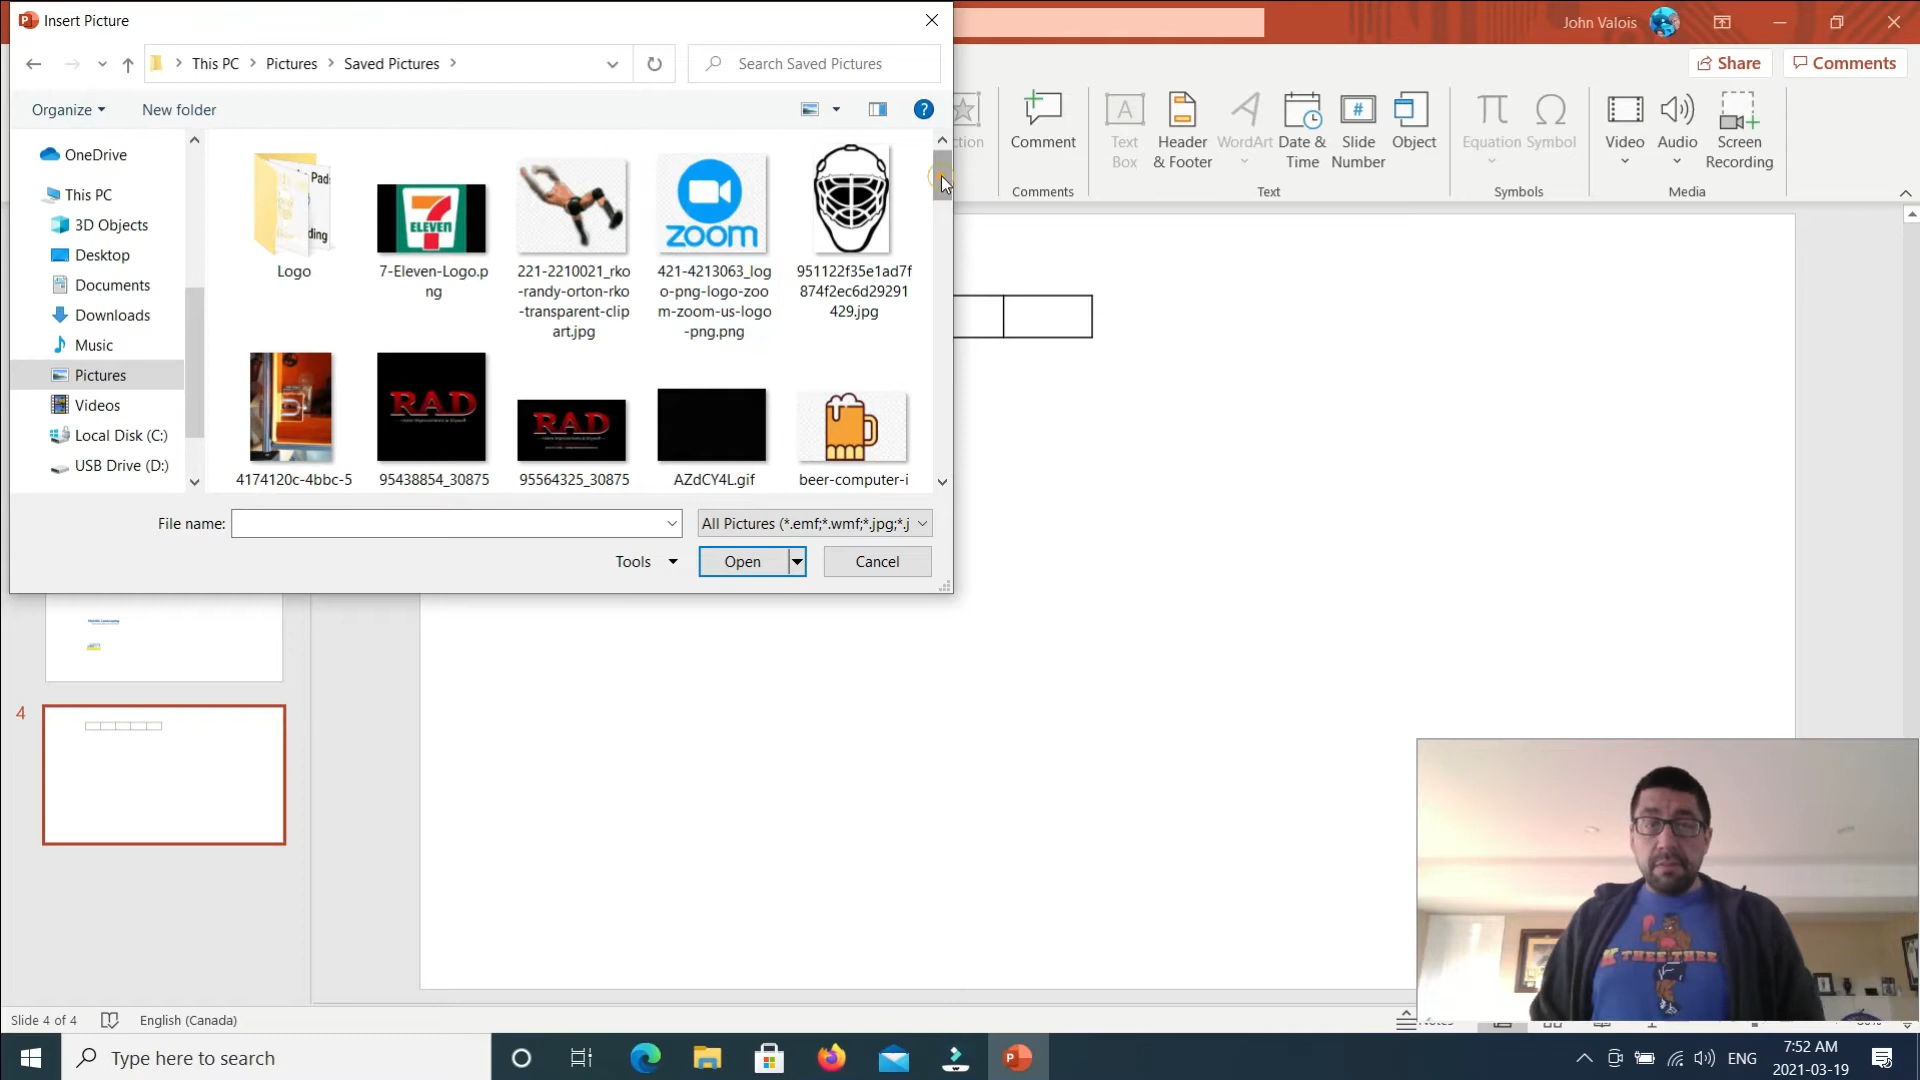 Insert Picture
John Valois
This PC
Pictures
Saved Pictures
Search Saved Pictures
Share
Comments
Organize
New folder
Comment
Text Box
Header & Footer
WordArt
Date & Time
Slide Number
Object
Equation
Symbol
Video
Audio
Screen Recording
Comments
Text
Symbols
Media
OneDrive
This PC
3D Objects
Desktop
Documents
Downloads
Music
Pictures
Videos
Local Disk (C:)
USB Drive (D:)
7
ELEVEN
zoom
Logo
7-Eleven-Logo.p
ng
221-2210021_rko
-randy-orton-rko
-transparent-clip
art.jpg
421-4213063_log
o-png-logo-zoo
m-zoom-us-logo
-png.png
951122f35e1ad7f
874f2ec6d29291
429.jpg
RAD
RAD
4174120c-4bbc-5
95438854_30875
95564325_30875
AZdCY4L.gif
beer-computer-i
File name:
All Pictures (*.emf;*.wmf;*.jpg;*.j
Tools
Open
Cancel
4
THEE THEE
Slide 4 of 4
English (Canada)
Type here to search
ENG
7:52 AM
2021-03-19